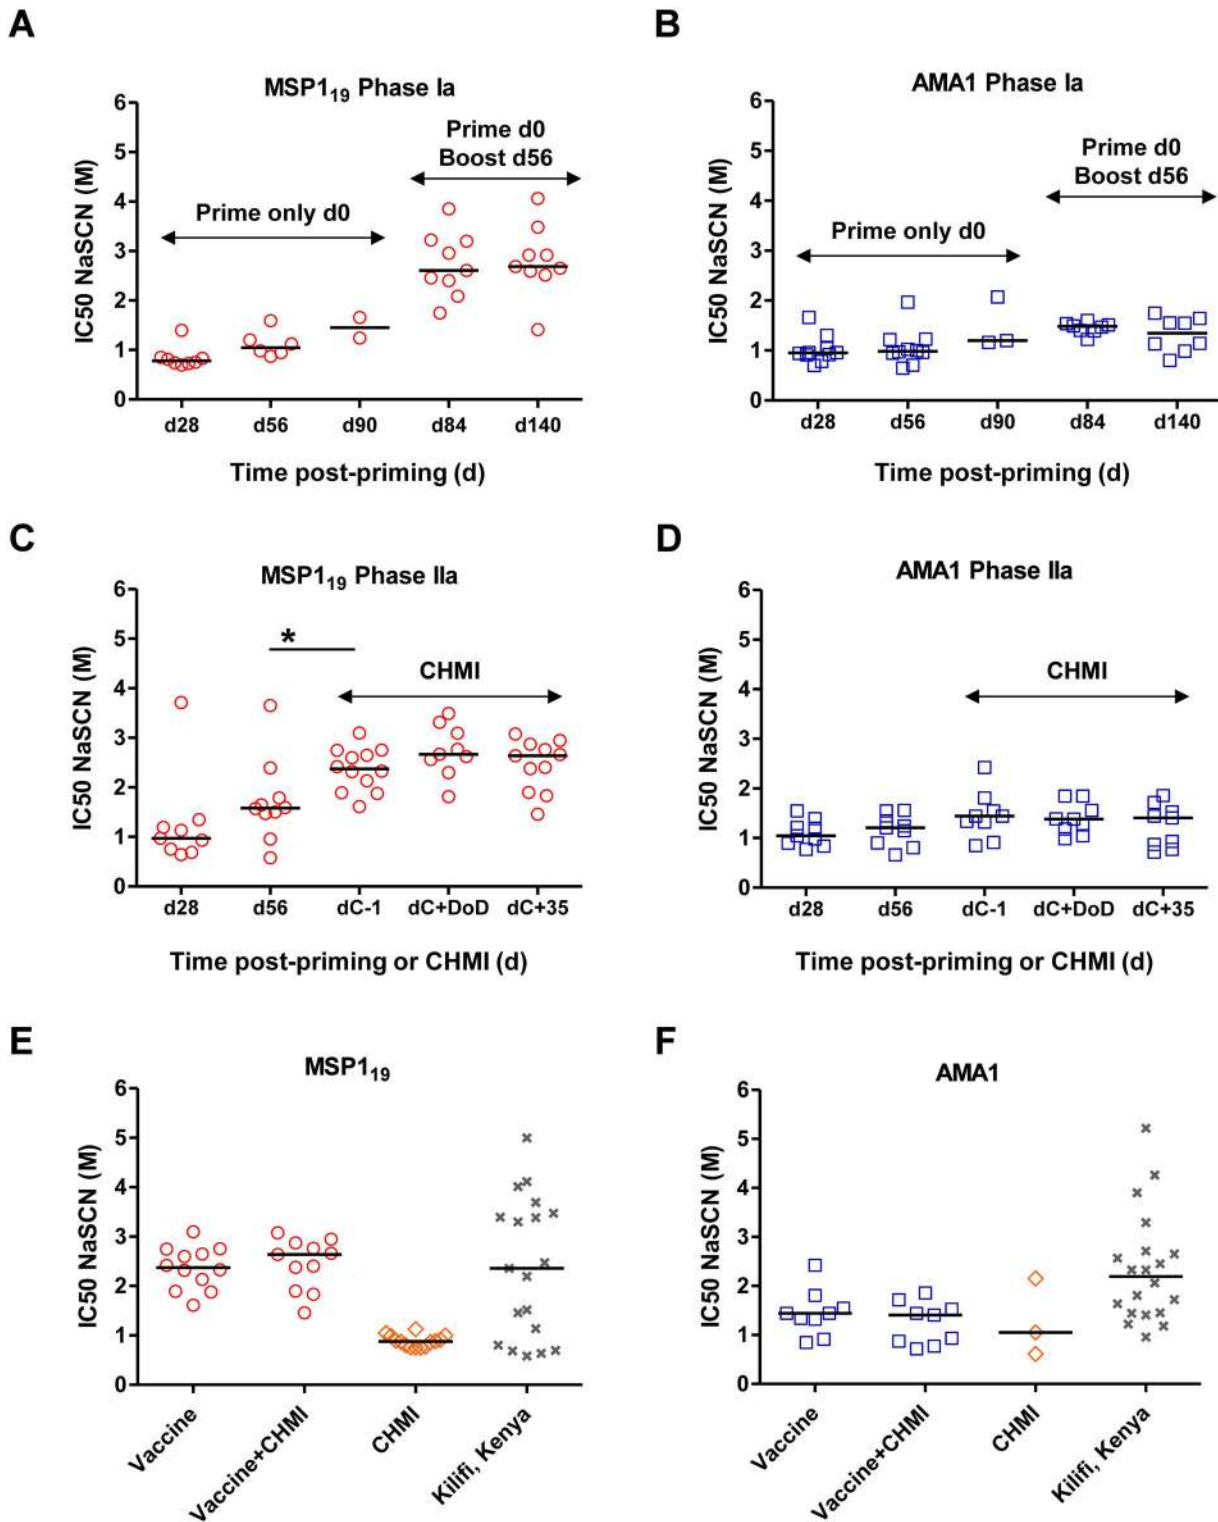 A
MSP1₁₉ Phase Ia
IC50 NaSCN (M)
6
5
4
3
2
1
0
Prime only d0
Prime d0
Boost d56
d28 d56 d90 d84 d140
Time post-priming (d)
B
AMA1 Phase Ia
IC50 NaSCN (M)
6
5
4
3
2
1
0
Prime only d0
Prime d0
Boost d56
d28 d56 d90 d84 d140
Time post-priming (d)
C
MSP1₁₉ Phase IIa
IC50 NaSCN (M)
6
5
4
3
2
1
0
*
CHMI
d28 d56 dC-1 dC+DoD dC+35
Time post-priming or CHMI (d)
D
AMA1 Phase IIa
IC50 NaSCN (M)
6
5
4
3
2
1
0
CHMI
d28 d56 dC-1 dC+DoD dC+35
Time post-priming or CHMI (d)
E
MSP1₁₉
IC50 NaSCN (M)
6
5
4
3
2
1
0
Vaccine
Vaccine+CHMI
CHMI
Kilifi, Kenya
F
AMA1
IC50 NaSCN (M)
6
5
4
3
2
1
0
Vaccine
Vaccine+CHMI
CHMI
Kilifi, Kenya